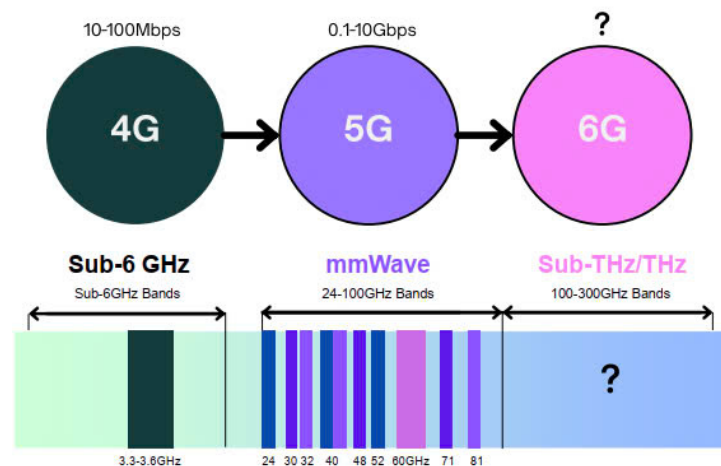 10-100Mbps
0.1-10Gbps
?
4G
5G
6G
Sub-6 GHz
mmWave
Sub-THz/THz
Sub-6GHz Bands
24-100GHz Bands
100-300GHz Bands
?
3.3-3.6GHz
24
30
32
40
48
52
60GHz
71
81